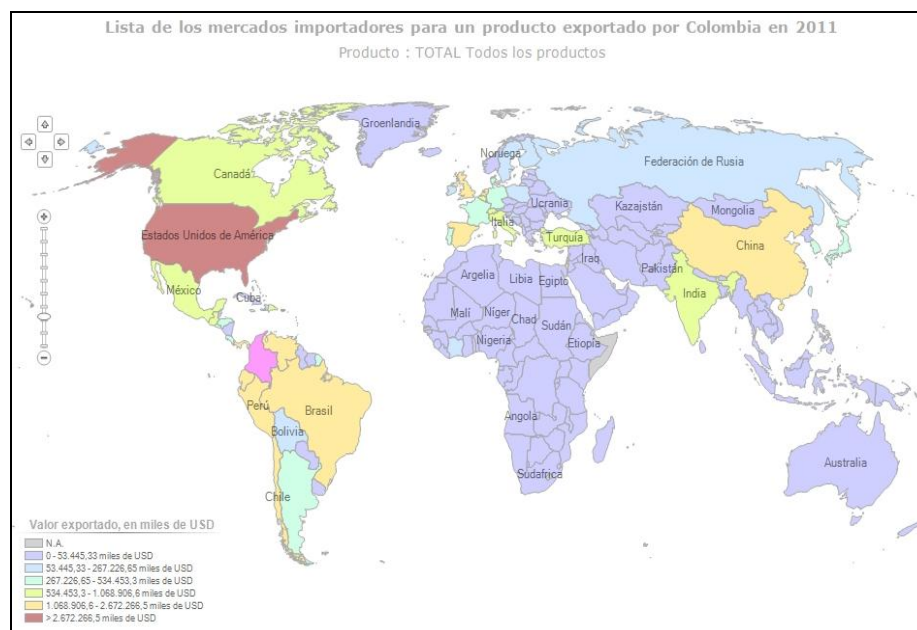 Lista de los mercados importadores para un producto exportado por Colombia en 2011
Producto : TOTAL Todos los productos
Groenlandia
Noruega
Federación de Rusia
Canadá
Ucrania
Kazajstán
Mongolia
Italia
Estados Unidos de América
Turquía
China
Iraq
Pakistán
Argelia
Libia
Egipto
México
India
Cuba
Malí
Níger
Chad
Sudán
Nigeria
Etiopía
Perú
Brasil
Angola
Bolivia
Australia
Sudafrica
Chile
Valor exportado, en miles de USD
N.A.
0 - 53.445,33 miles de USD
53.445,33 - 267.226,65 miles de USD
267.226,65 - 534.453,3 miles de USD
534.453,3 - 1.068.906,6 miles de USD
1.068.906,6 - 2.672.266,5 miles de USD
> 2.672.266,5 miles de USD